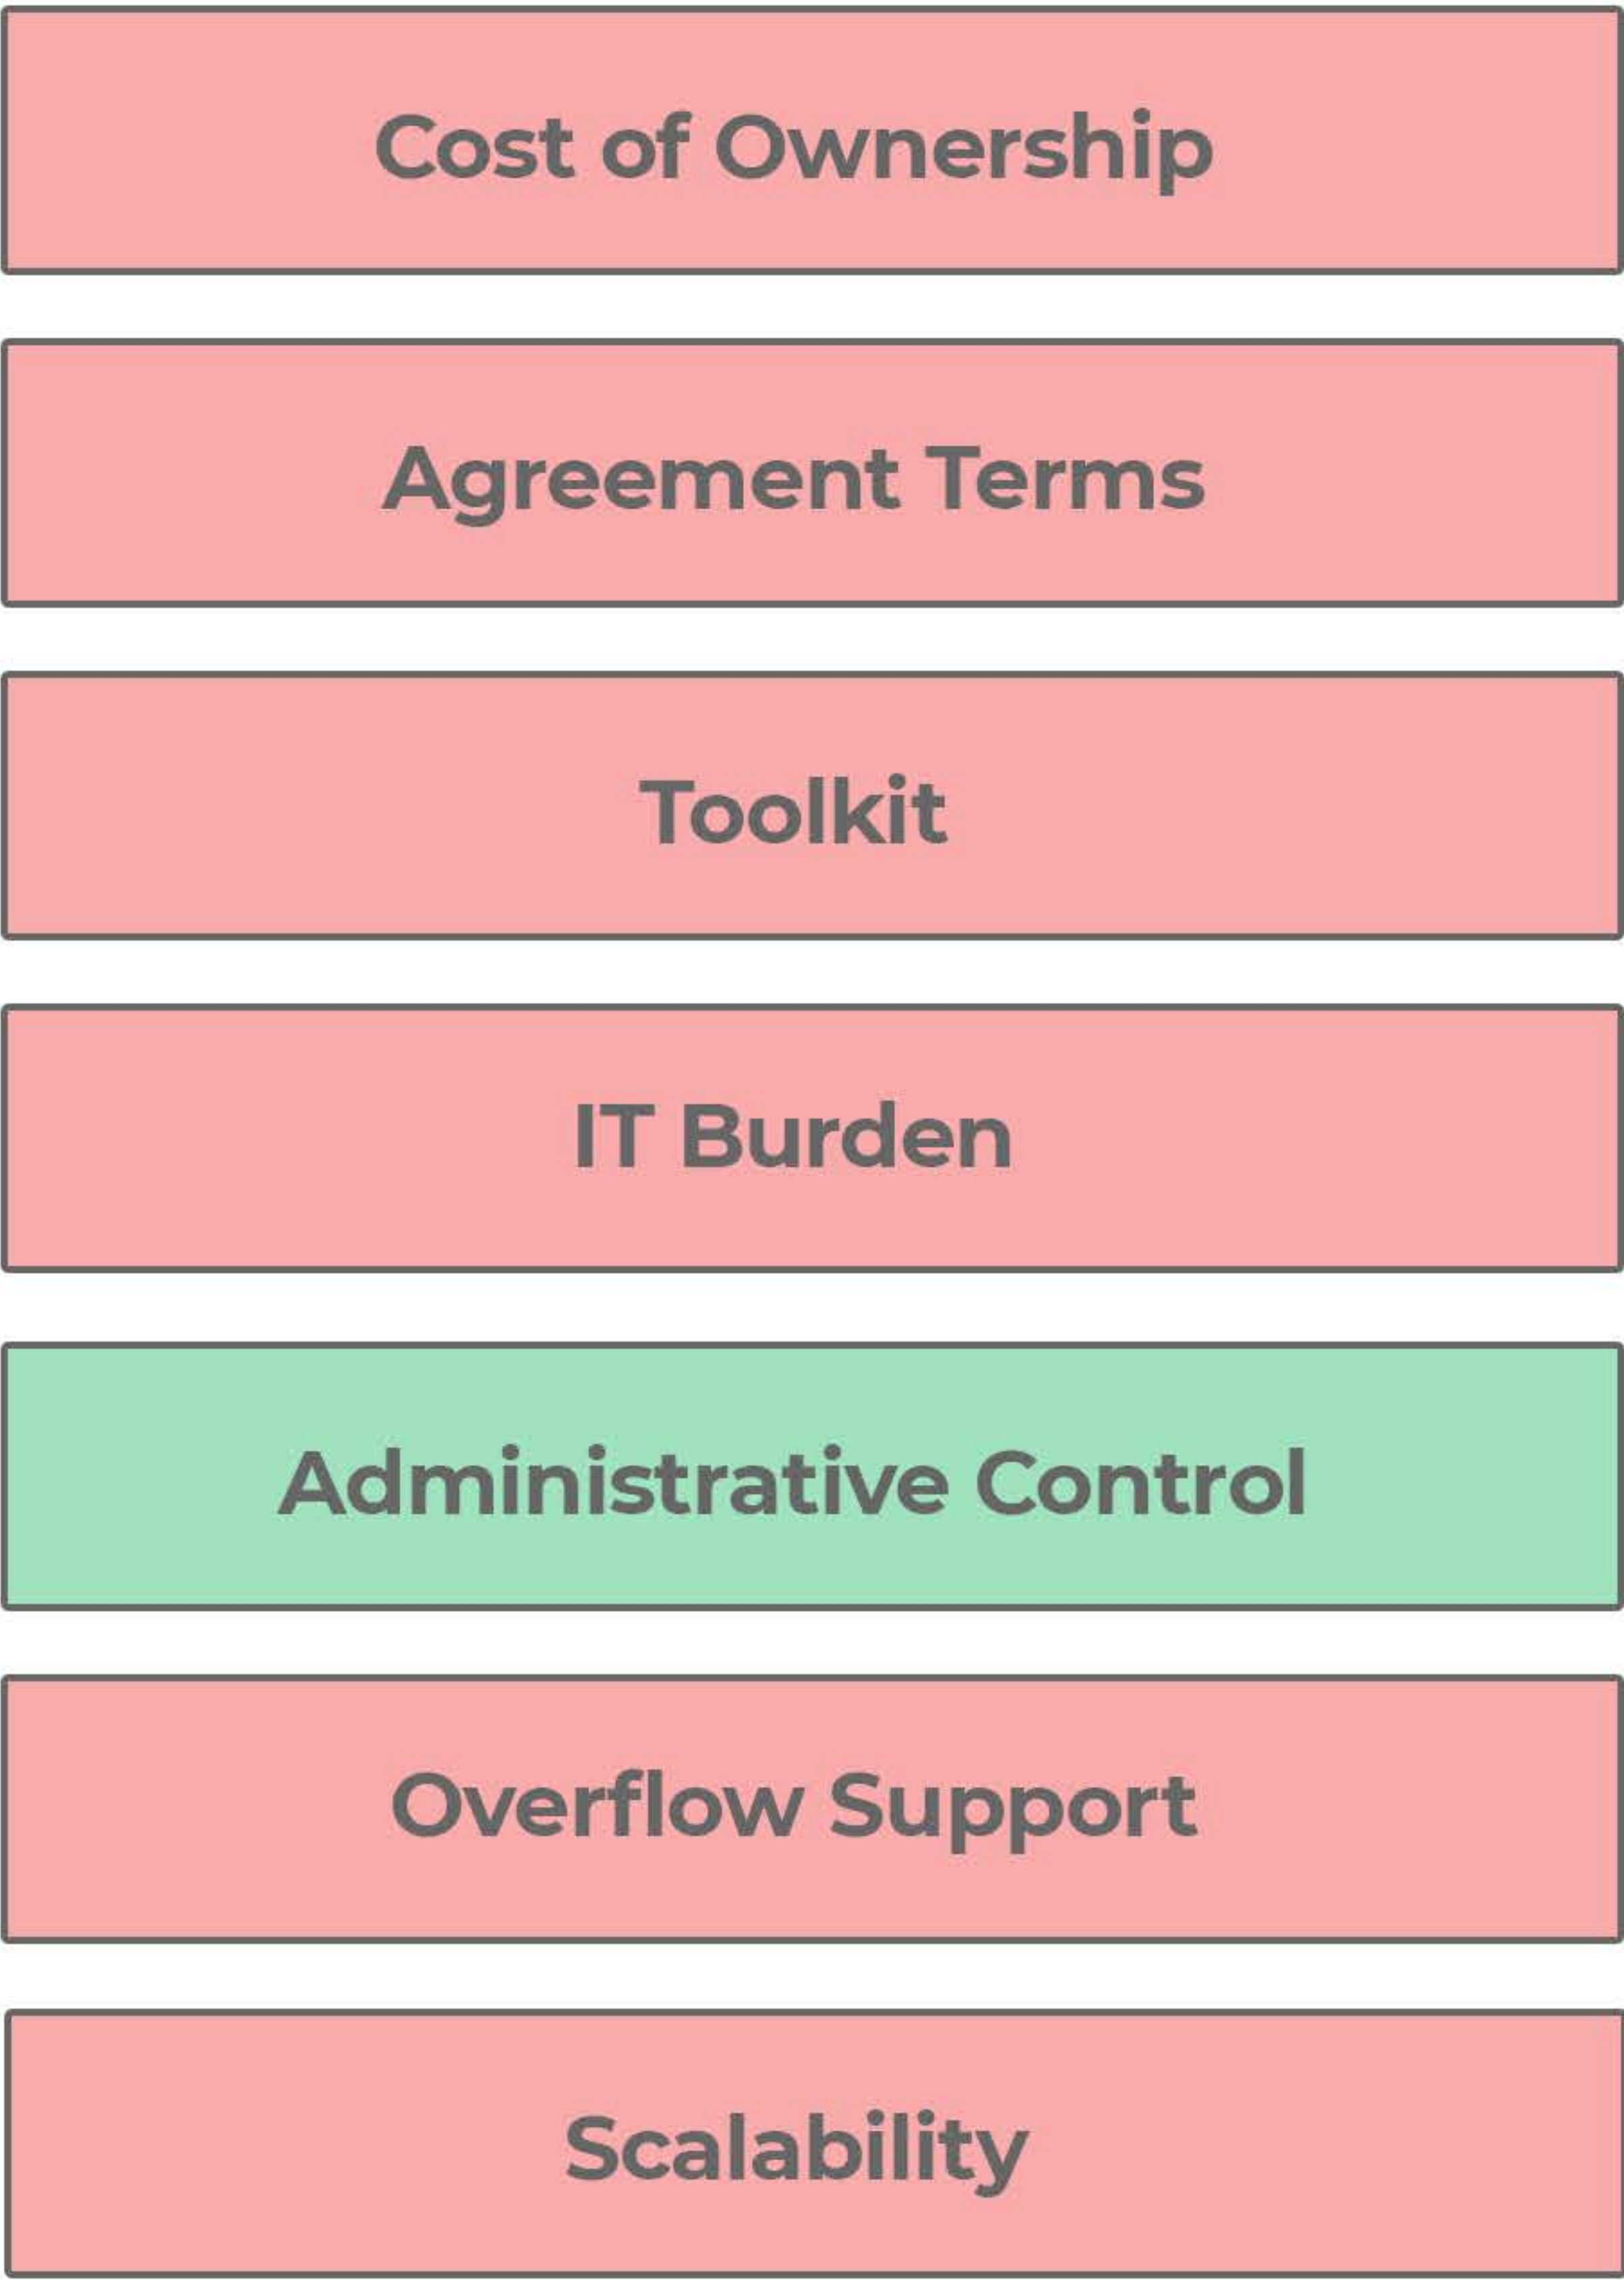 Cost of Ownership
Agreement Terms
Toolkit
IT Burden
Administrative Control
Overflow Support
Scalability